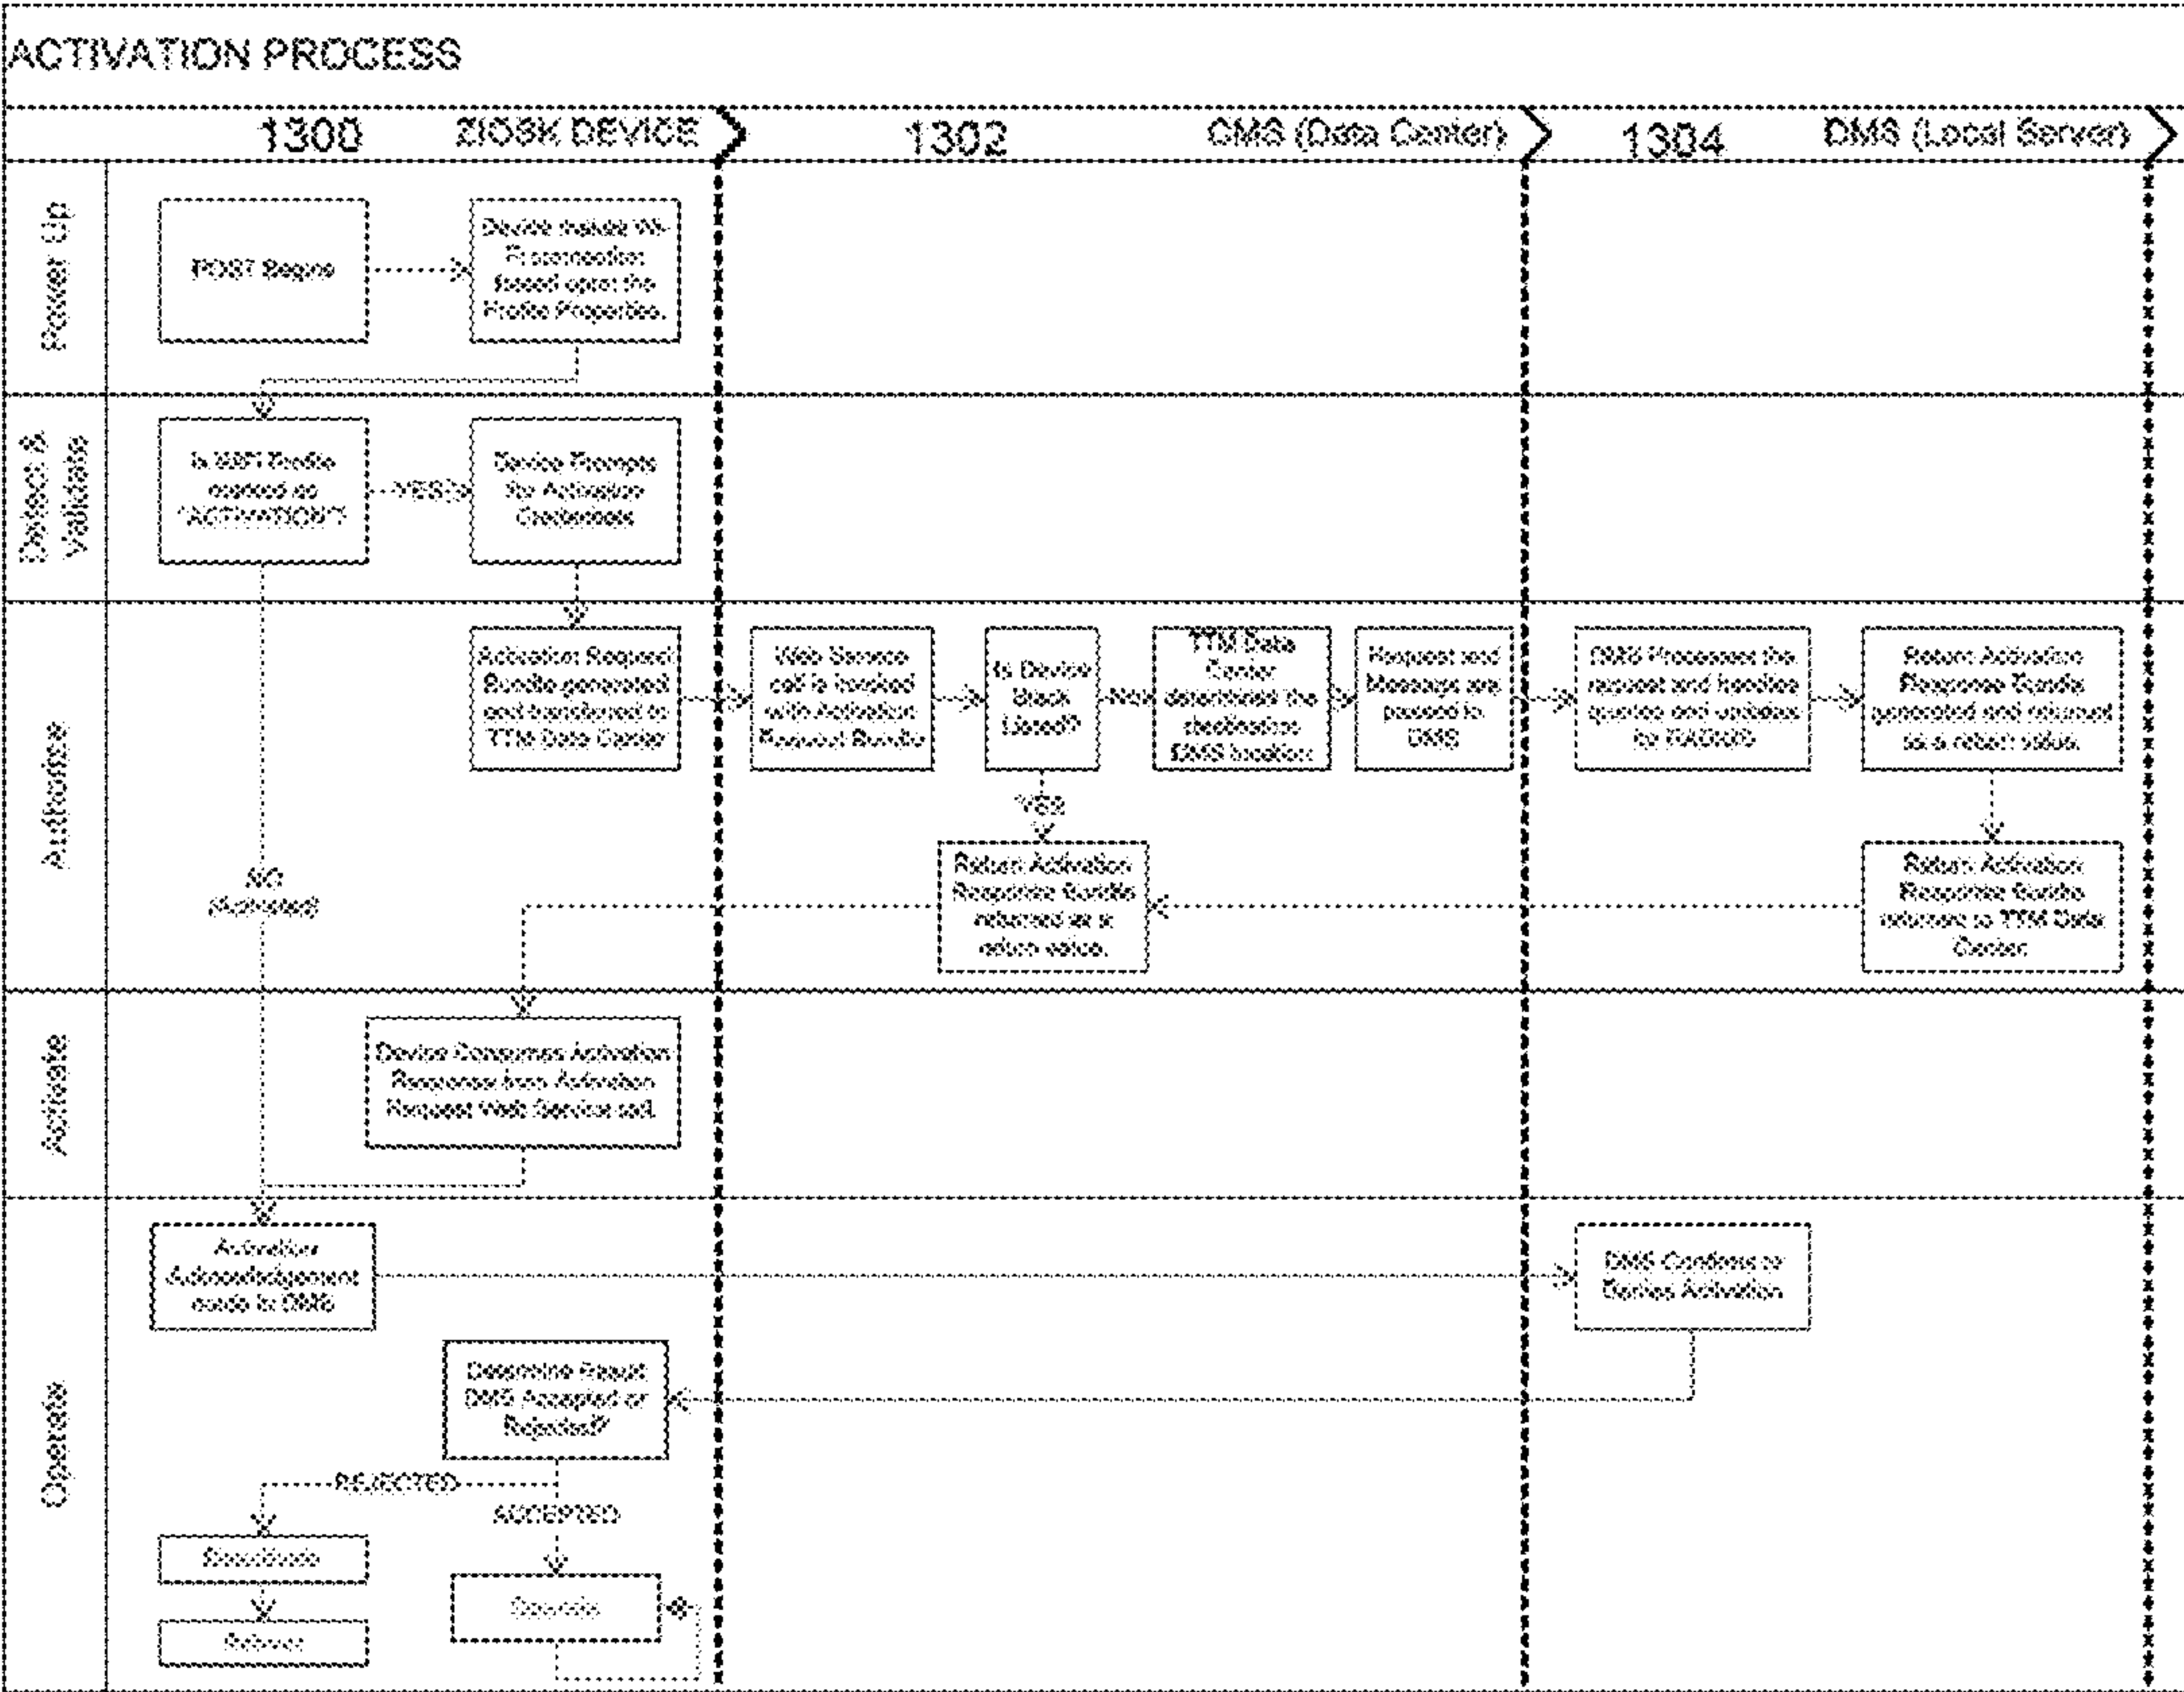 ACTIVATION PROCESS
1300 ZIOSK DEVICE
1302 CMS (Data Center)
1304 DMS (Local Server)
Power Up
POST Begins
Device makes Wi-
Fi connection
based upon the
Profile Properties.
Detect &
Validate
Is WIFI Profile
marked as
"ACTIVATION"?
YES
Device Prompts
for Activation
Credentials
Authorize
Activation Request
Bundle generated
and transferred to
TTM Data Center
Web Service
call is invoked
with Activation
Request Bundle
Is Device
Black
Listed?
No
TTM Data
Center
determines the
destination
DMS location.
Request and
Message are
passed to
DMS
DMS Processes the
request and handles
queries and updates
to RADIUS
Return Activation
Response Bundle
generated and returned
as a return value.
YES
NO
(Activated)
Return Activation
Response Bundle
returned as a
return value.
Return Activation
Response Bundle
returned to TTM Data
Center.
Activate
Device Consumes Activation
Response from Activation
Request Web Service call.
Operate
Activation
Acknowledgement
sends to DMS
DMS Confirms or
Denies Activation
Determine Result
DMS Accepted or
Rejected?
REJECTED
ACCEPTED
Deactivate
Reboot